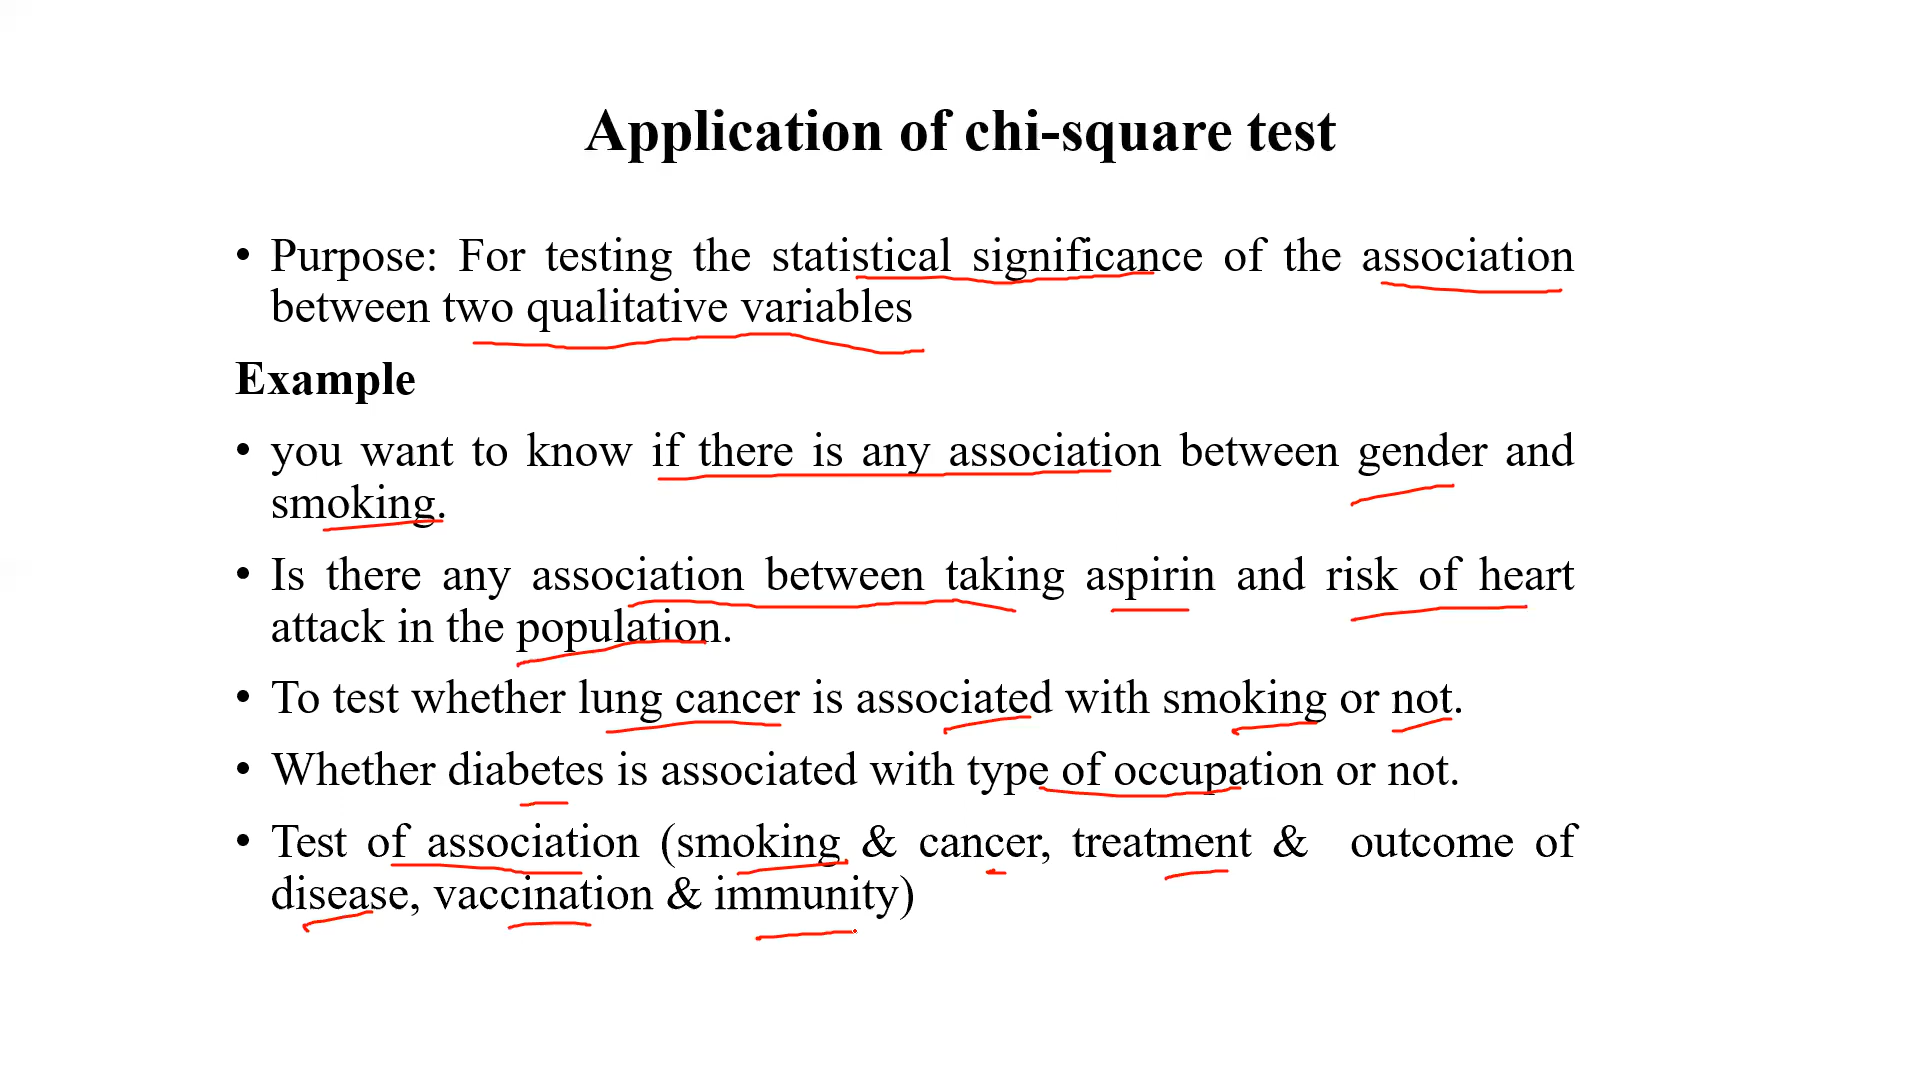 Application of chi-square test
• Purpose: For testing the statistical significance of the association
between two qualitative variables
Example
• you want to know if there is any association between gender and
smoking.
• Is there any association between taking aspirin and risk of heart
attack in the population.
• To test whether lung cancer is associated with smoking or not.
• Whether diabetes is associated with type of occupation or not.
• Test of association (smoking & cancer, treatment & outcome of
disease, vaccination & immunity)